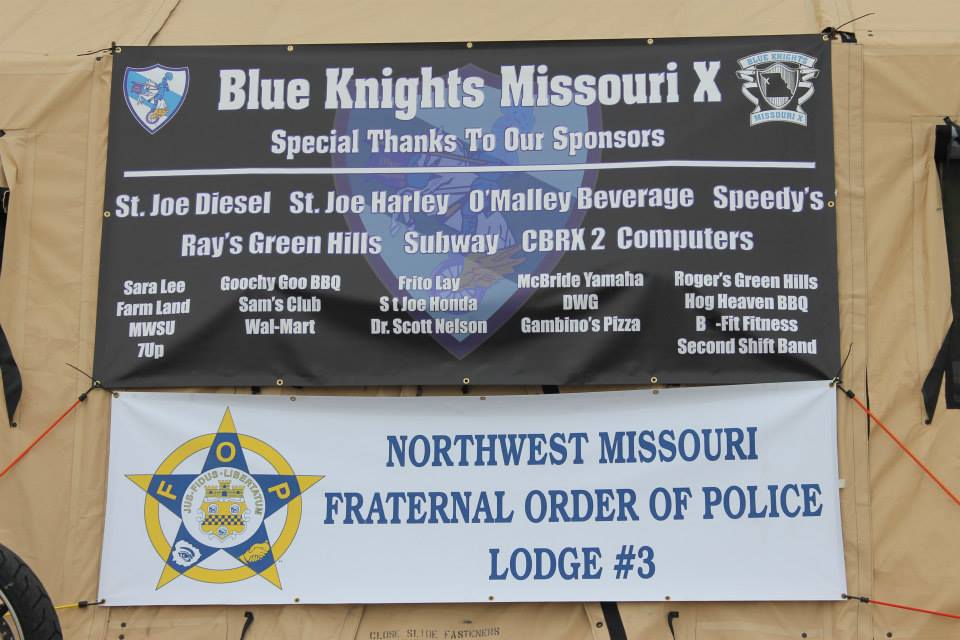 Blue Knights Missouri X
BLUE KNIGHTS
MISSOURI X
Special Thanks To Our Sponsors
St. Joe Diesel St. Joe Harley O'Malley Beverage Speedy's
Ray's Green Hills Subway CBRX 2 Computers
Sara Lee
Farm Land
MWSU
7Up
Goochy Goo BBQ
Sam's Club
Wal-Mart
Frito Lay
St Joe Honda
Dr. Scott Nelson
McBride Yamaha
DWG
Gambino's Pizza
Roger's Green Hills
Hog Heaven BBQ
B -Fit Fitness
Second Shift Band
F O P
JUS·FIDUS·LIBERTATUM
NORTHWEST MISSOURI
FRATERNAL ORDER OF POLICE
LODGE #3
CLOSE SLIDE FASTENERS